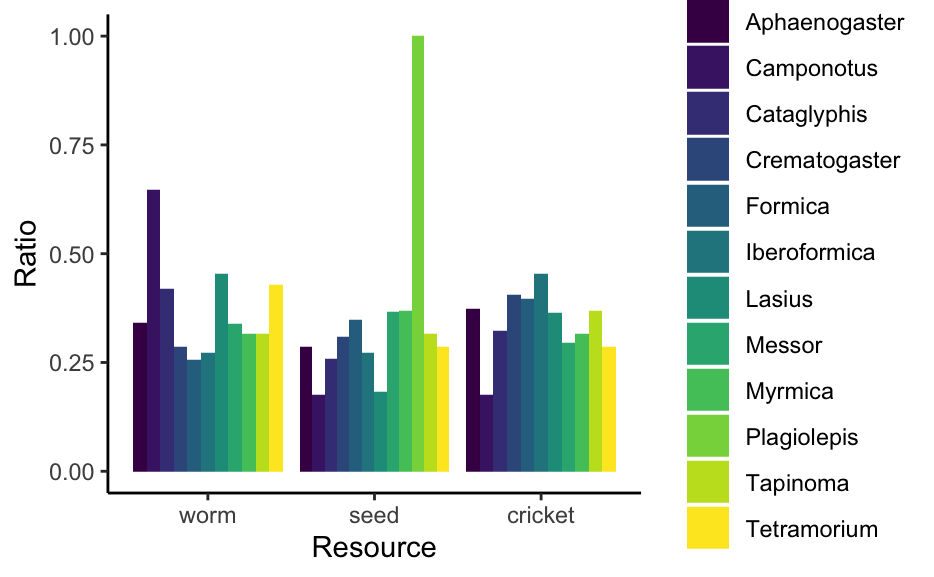 1.00
0.75
0.50
0.25
0.00
Ratio
worm seed cricket
Resource
Aphaenogaster
Camponotus
Cataglyphis
Crematogaster
Formica
Iberoformica
Lasius
Messor
Myrmica
Plagiolepis
Tapinoma
Tetramorium